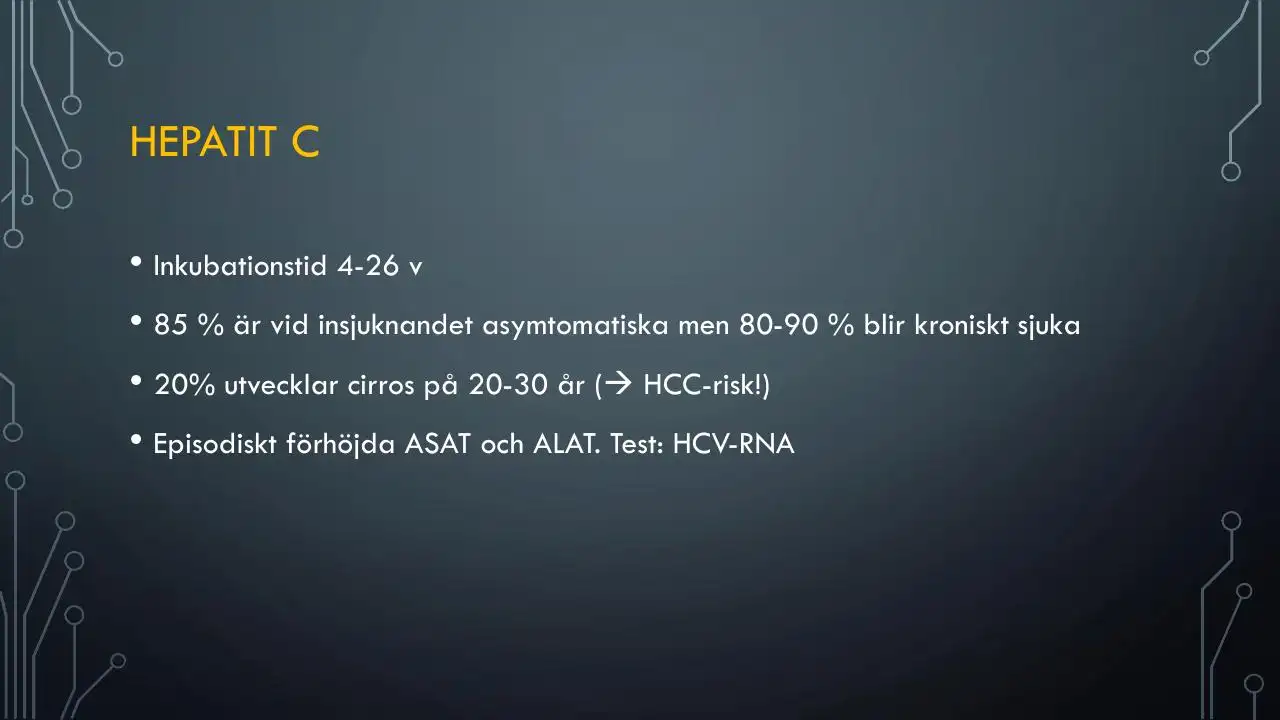 HEPATIT C
• Inkubationstid 4-26 v
• 85 % är vid insjuknandet asymtomatiska men 80-90 % blir kroniskt sjuka
• 20% utvecklar cirros på 20-30 år (→ HCC-risk!)
• Episodiskt förhöjda ASAT och ALAT. Test: HCV-RNA